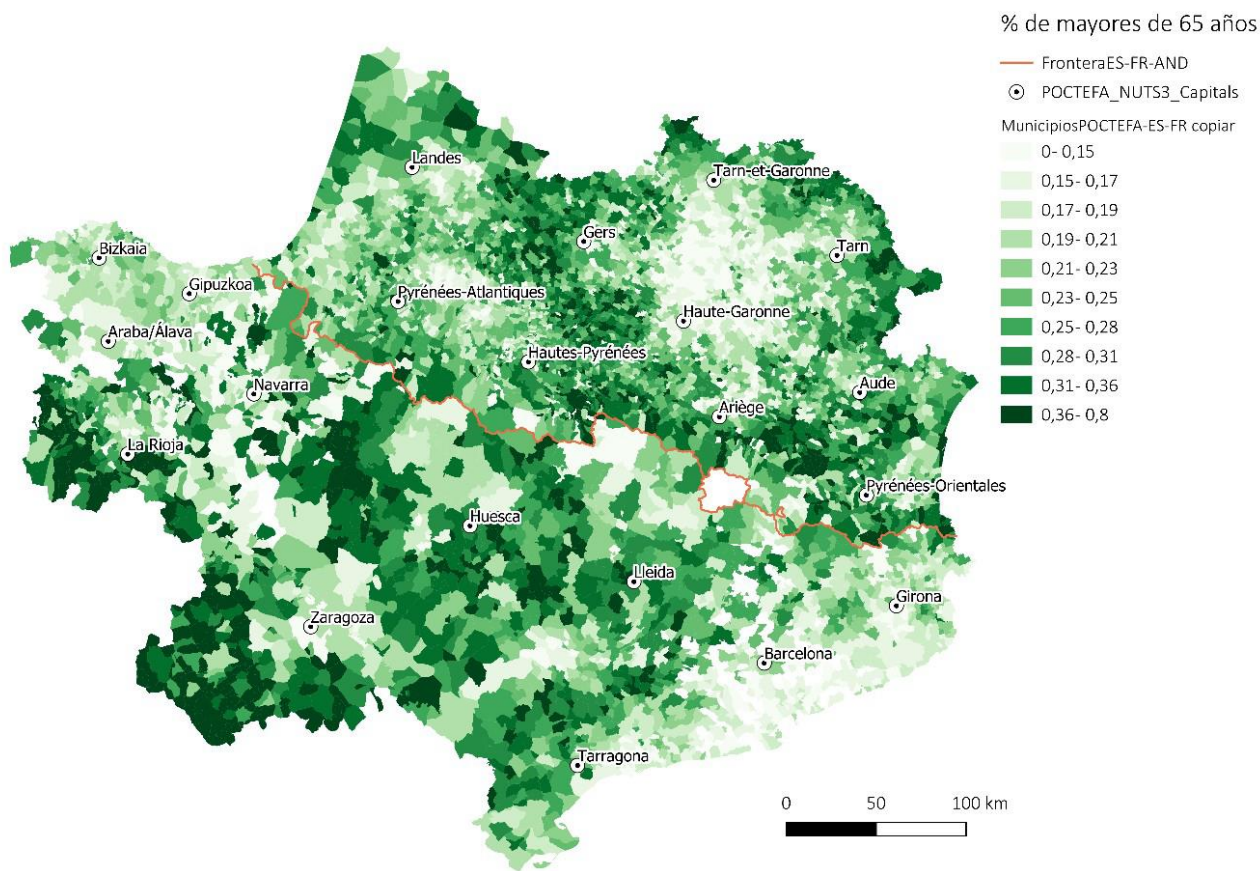 % de mayores de 65 años
FronteraES-FR-AND
POCTEFA_NUTS3_Capitals
MunicipiosPOCTEFA-ES-FR copiar
0- 0,15
0,15- 0,17
0,17- 0,19
0,19- 0,21
0,21- 0,23
0,23- 0,25
0,25- 0,28
0,28- 0,31
0,31- 0,36
0,36- 0,8
Landes
Tarn-et-Garonne
Gers
Tarn
Bizkaia
Gipuzkoa
Pyrénées-Atlantiques
Haute-Garonne
Araba/Álava
Hautes-Pyrénées
Navarra
Aude
Ariège
La Rioja
Pyrénées-Orientales
Huesca
Lleida
Girona
Zaragoza
Barcelona
Tarragona
0 50 100 km